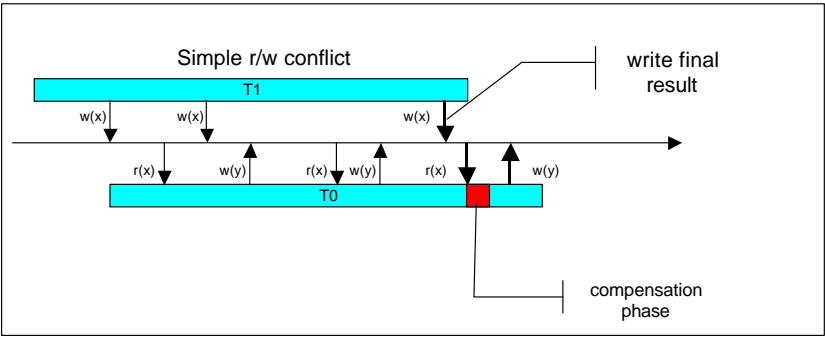 Simple r/w conflict
write final
result
T1
w(x)
w(x)
w(x)
r(x)
w(y)
r(x)
w(y)
r(x)
w(y)
T0
compensation
phase